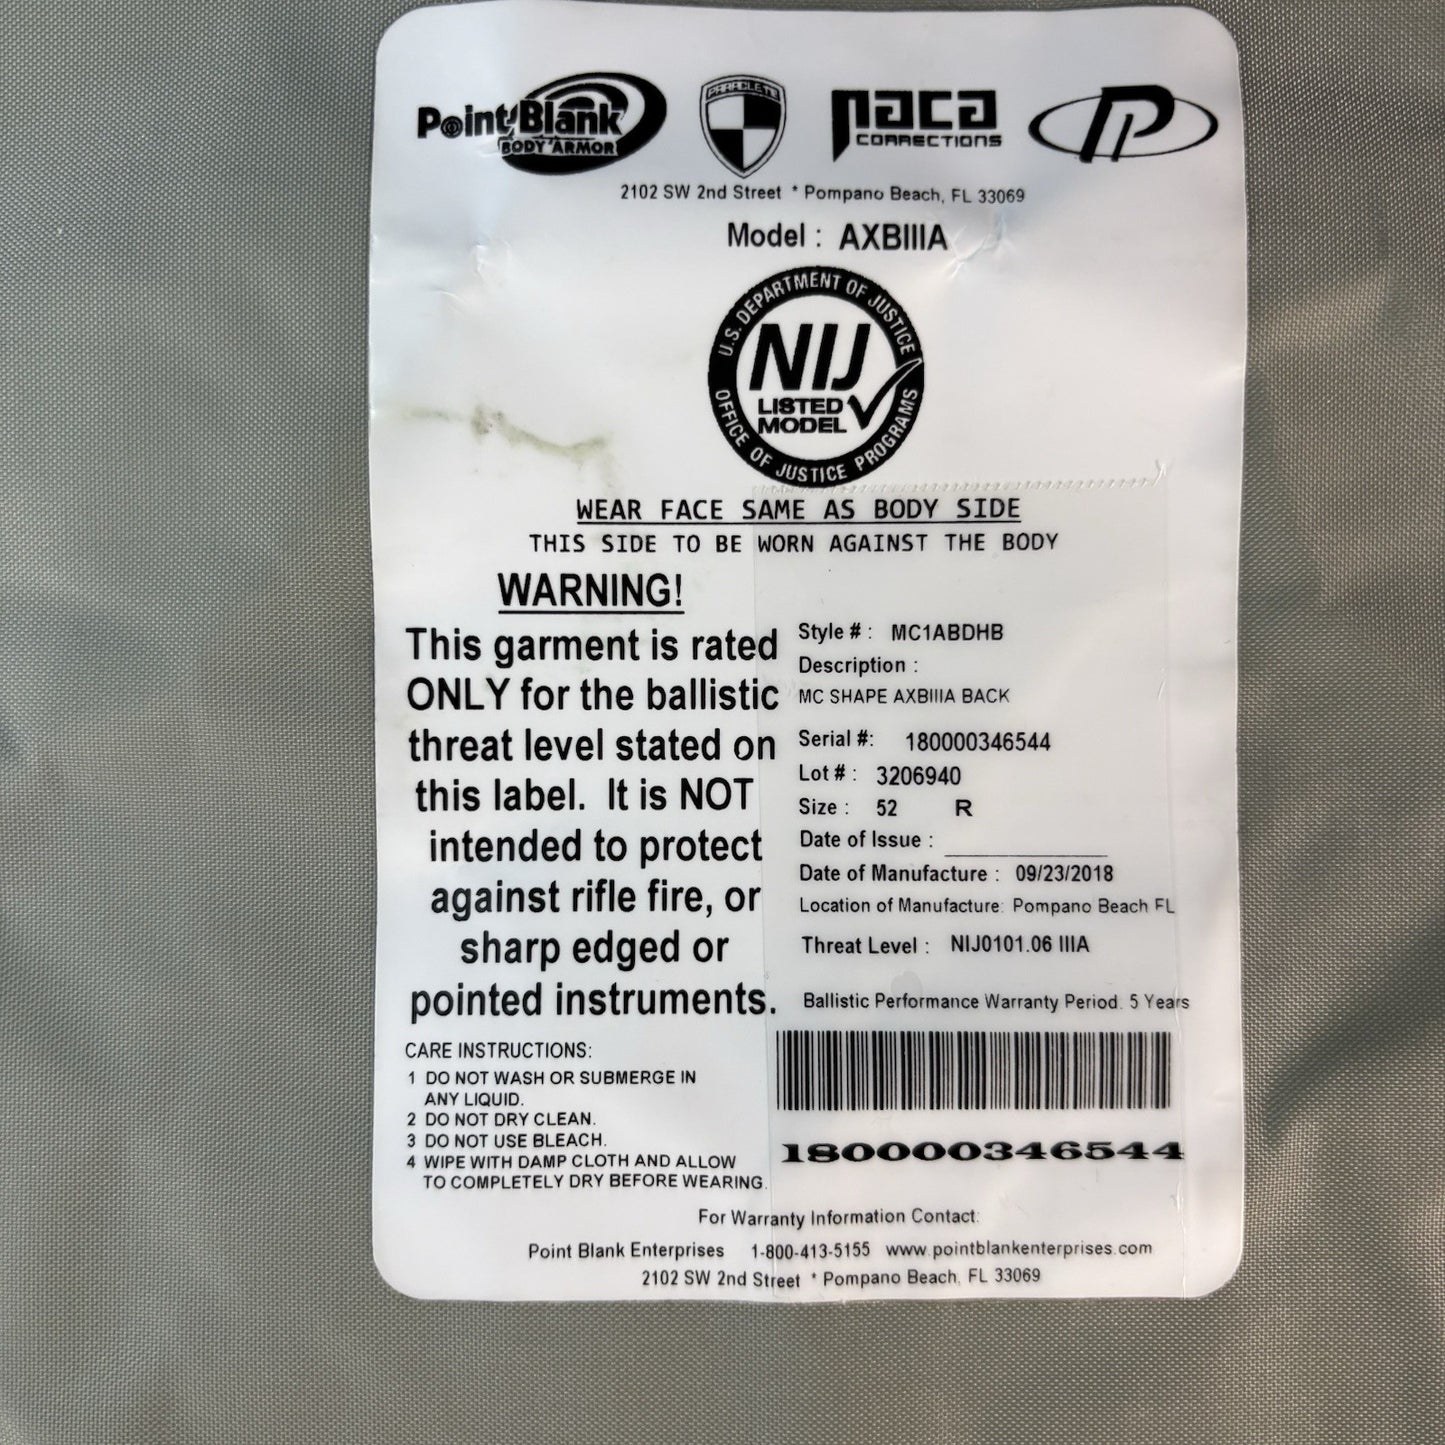 Point Blank
BODY ARMOR
PARACLETE
paca
CORRECTIONS
2102 SW 2nd Street * Pompano Beach, FL 33069
Model : AXBIIIA
U.S. DEPARTMENT OF JUSTICE
NIJ
LISTED
MODEL
OFFICE OF JUSTICE PROGRAMS
WEAR FACE SAME AS BODY SIDE
THIS SIDE TO BE WORN AGAINST THE BODY
WARNING!
This garment is rated
ONLY for the ballistic
threat level stated on
this label. It is NOT
intended to protect
against rifle fire, or
sharp edged or
pointed instruments.
Style # : MC1ABDHB
Description :
MC SHAPE AXBIIIA BACK
Serial #: 180000346544
Lot # : 3206940
Size : 52 R
Date of Issue :
Date of Manufacture : 09/23/2018
Location of Manufacture: Pompano Beach FL
Threat Level : NIJ0101.06 IIIA
Ballistic Performance Warranty Period. 5 Years
180000346544
CARE INSTRUCTIONS:
1 DO NOT WASH OR SUBMERGE IN
ANY LIQUID.
2 DO NOT DRY CLEAN.
3 DO NOT USE BLEACH.
4 WIPE WITH DAMP CLOTH AND ALLOW
TO COMPLETELY DRY BEFORE WEARING.
For Warranty Information Contact:
Point Blank Enterprises 1-800-413-5155 www.pointblankenterprises.com
2102 SW 2nd Street * Pompano Beach, FL 33069